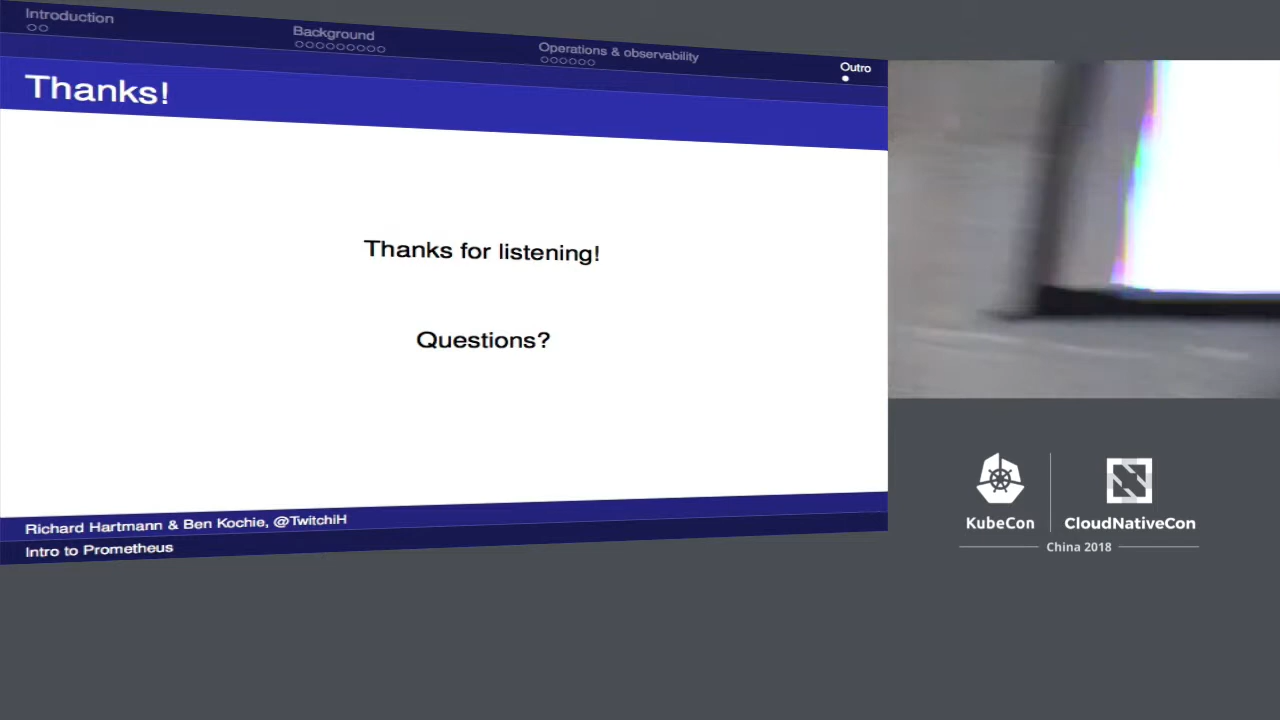 Introduction
Background
Operations & observability
Outro
Thanks!
Thanks for listening!
Questions?
Richard Hartmann & Ben Kochie, @TwitchiH
Intro to Prometheus
KubeCon
CloudNativeCon
China 2018